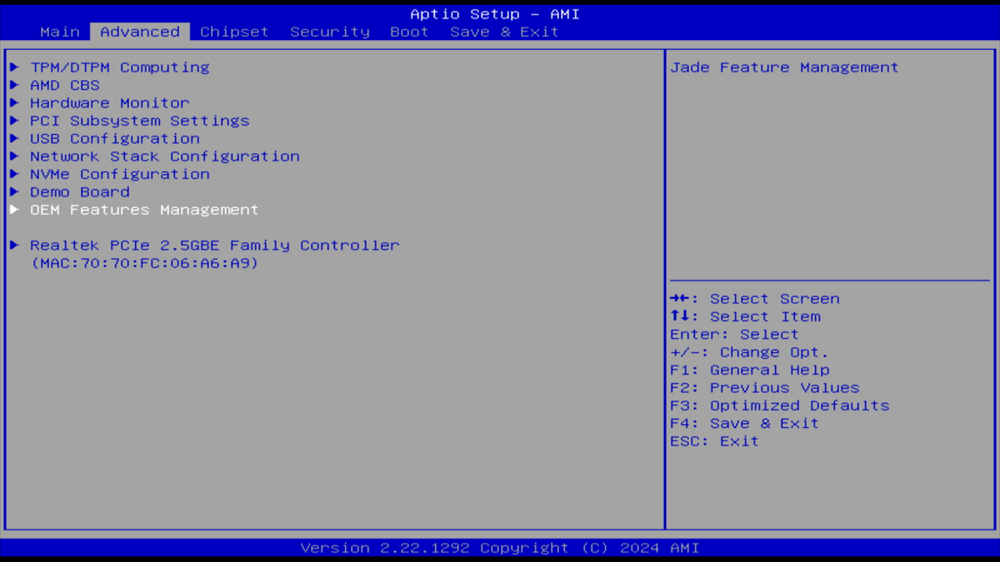 Aptio Setup – AMI
Main Advanced Chipset Security Boot Save & Exit
TPM/DTPM Computing
AMD CBS
Hardware Monitor
PCI Subsystem Settings
USB Configuration
Network Stack Configuration
NVMe Configuration
Demo Board
OEM Features Management
Realtek PCIe 2.5GBE Family Controller
(MAC:70:70:FC:06:A6:A9)
Jade Feature Management
→←: Select Screen
↑↓: Select Item
Enter: Select
+/-: Change Opt.
F1: General Help
F2: Previous Values
F3: Optimized Defaults
F4: Save & Exit
ESC: Exit
Version 2.22.1292 Copyright (C) 2024 AMI